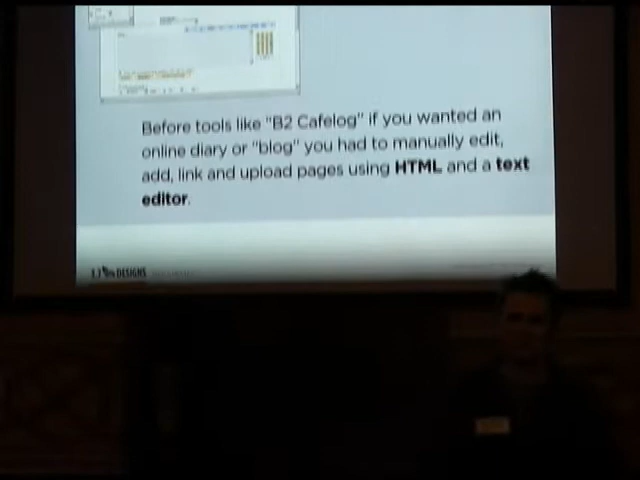 Before tools like "B2 Cafelog" if you wanted an
online diary or "blog" you had to manually edit,
add, link and upload pages using HTML and a text
editor.
DESIGNS